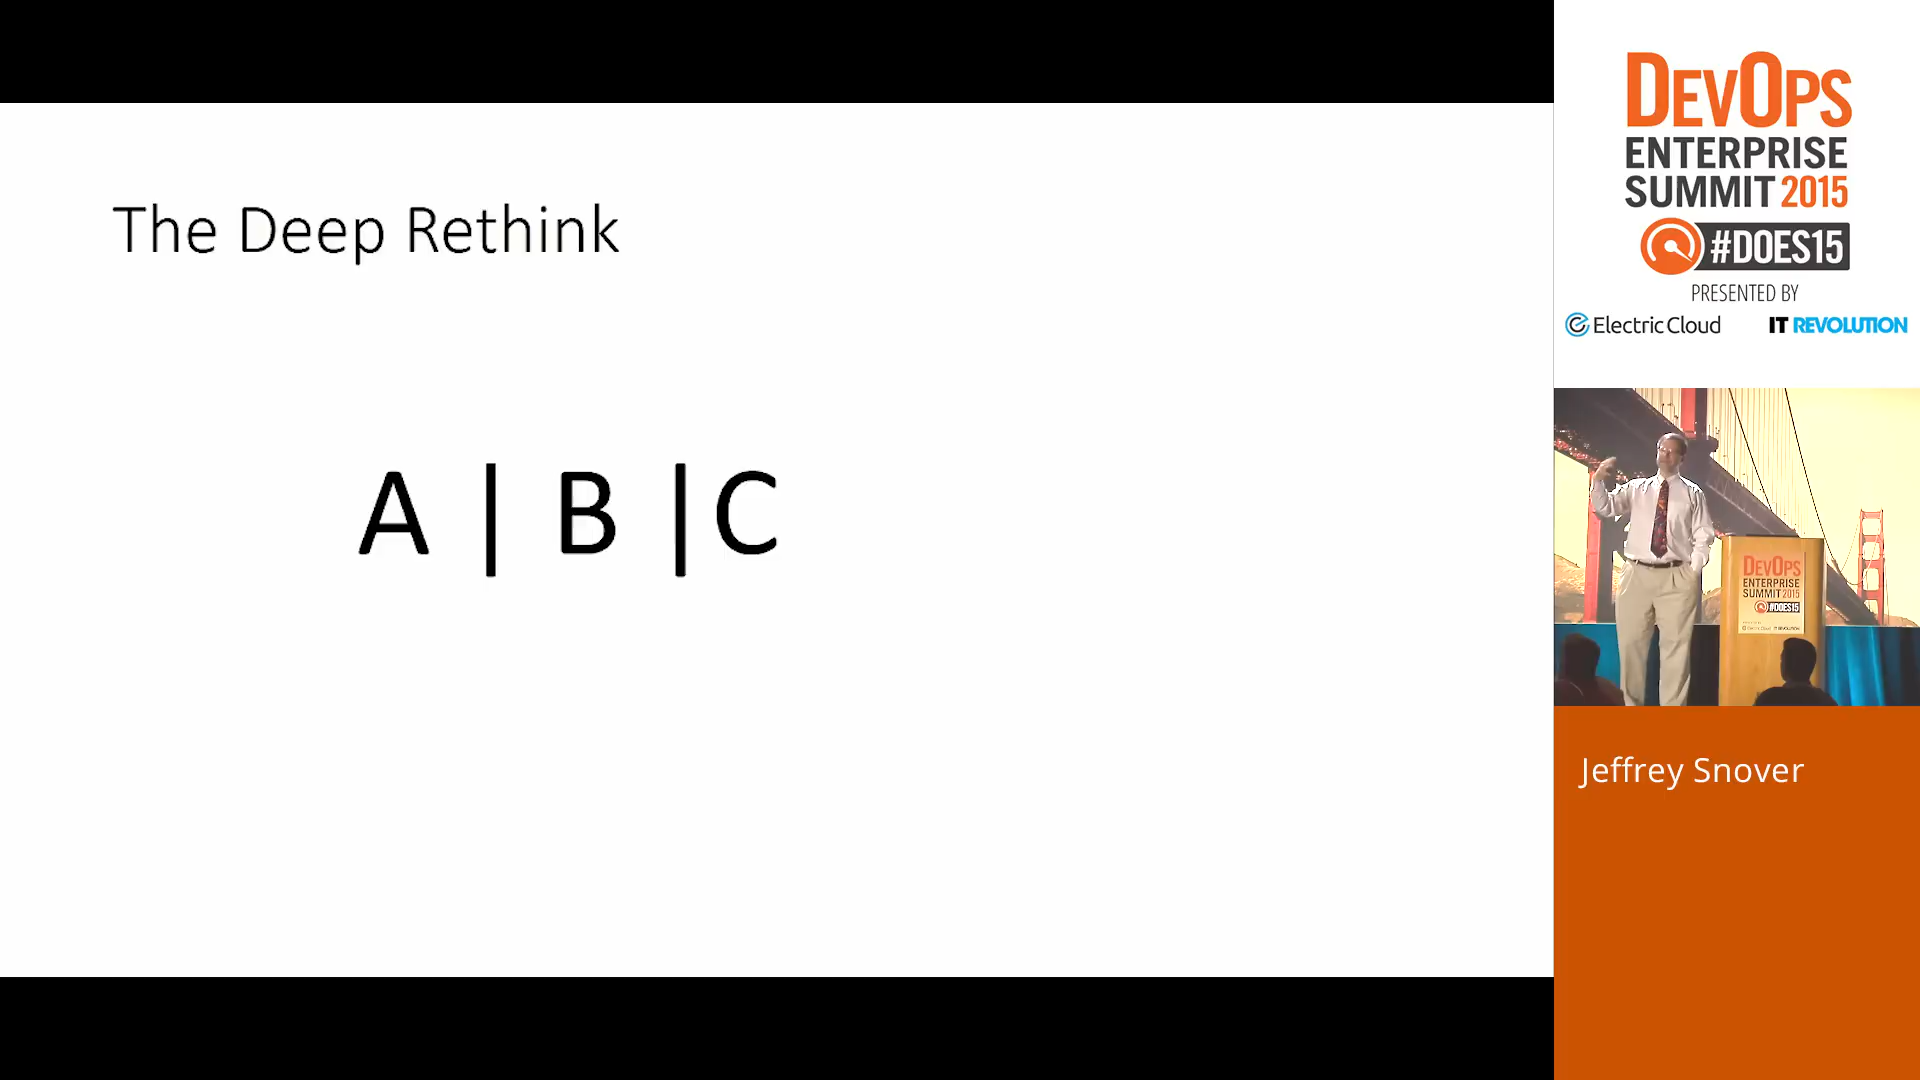 The Deep Rethink
A | B |C
DEVOPS
ENTERPRISE
SUMMIT 2015
#DOES15
PRESENTED BY
Electric Cloud
IT REVOLUTION
DEVOPS
ENTERPRISE
SUMMIT 2015
#DOES15
Jeffrey Snover